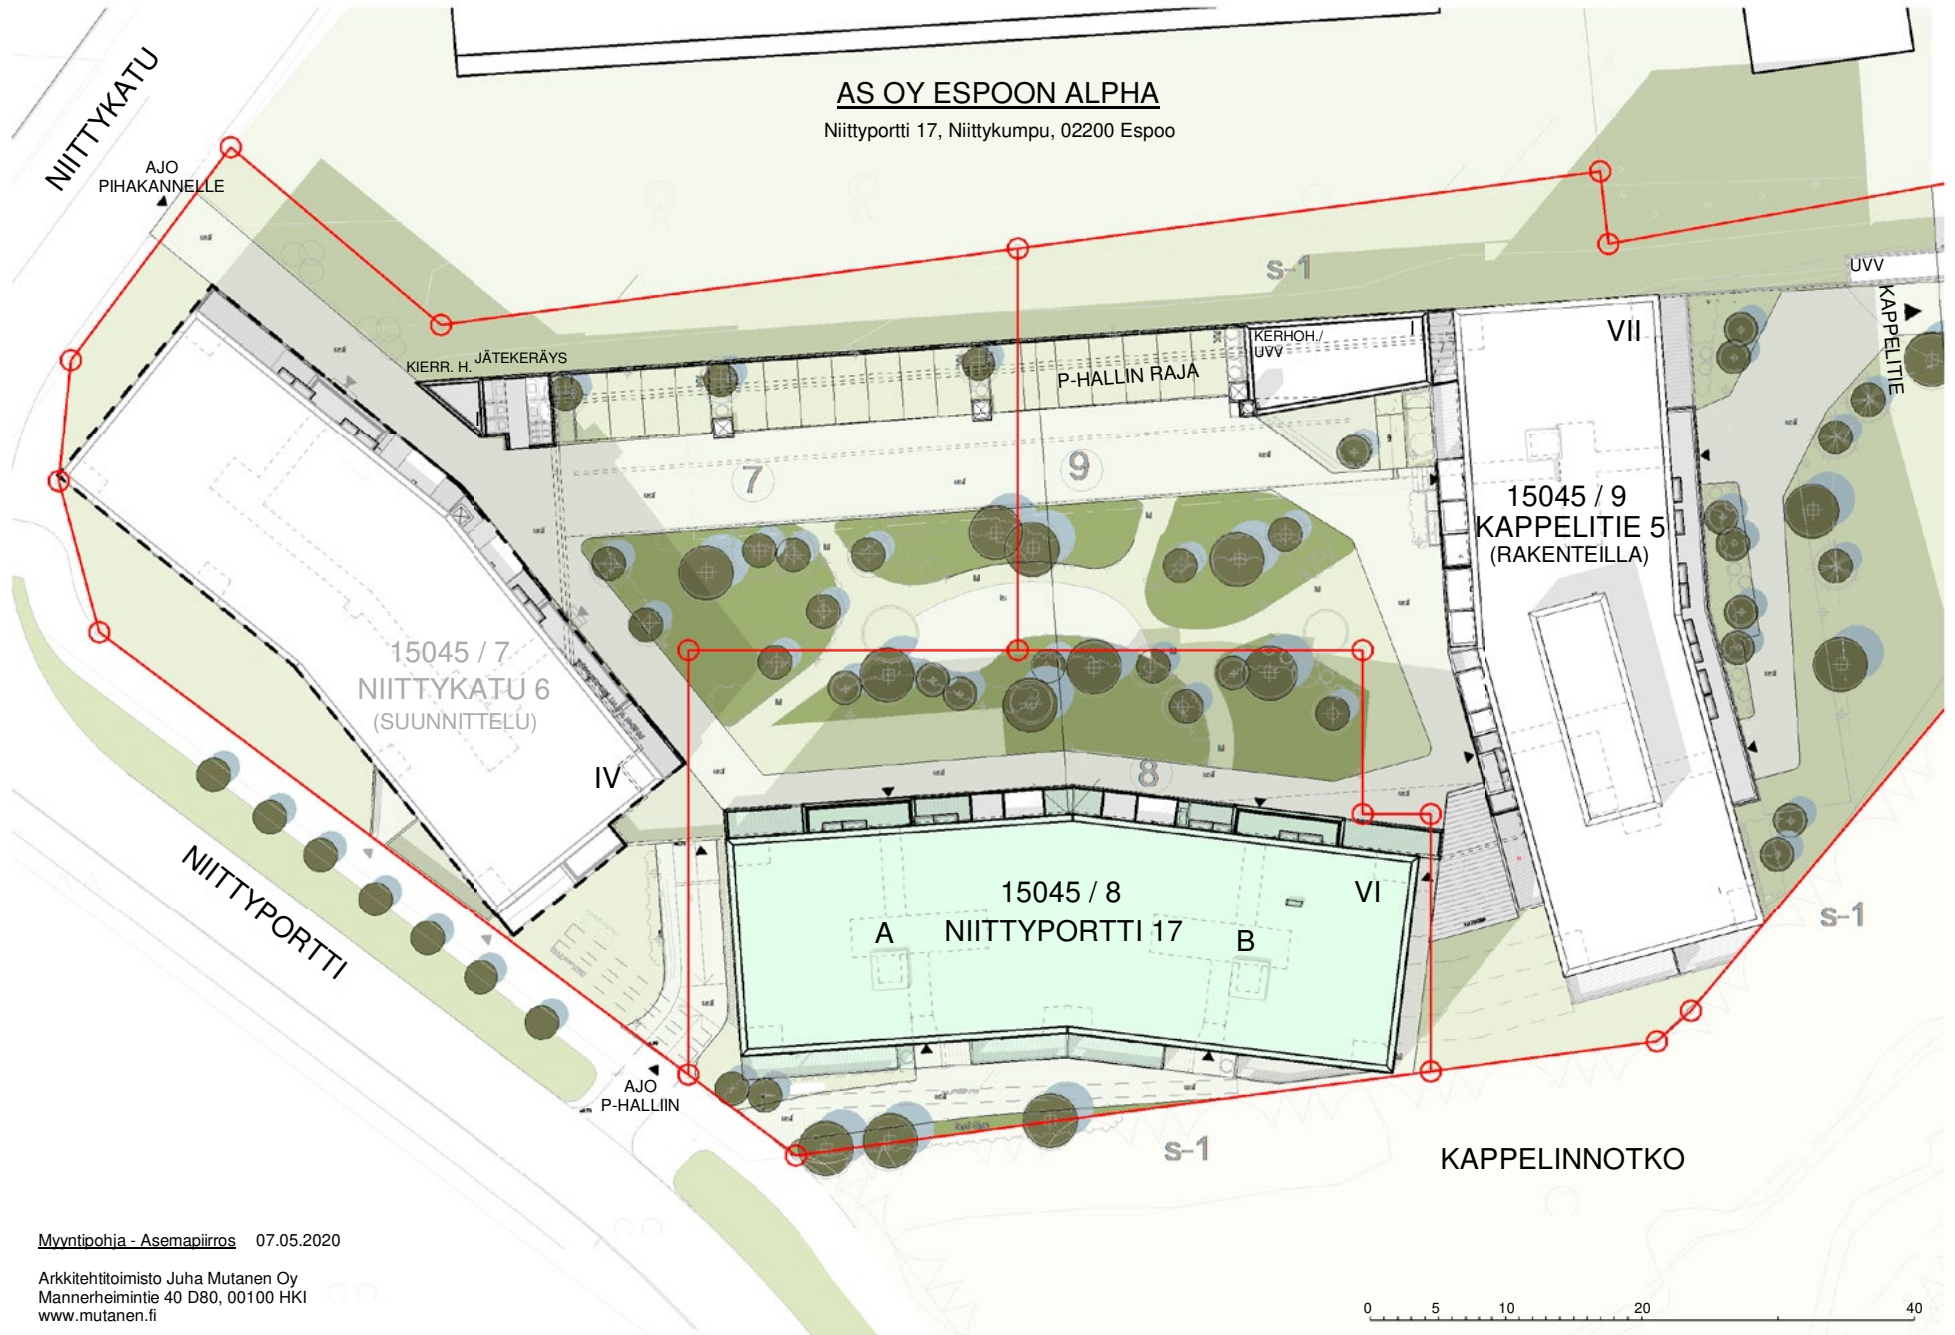 AS OY ESPOON ALPHA
Niittyportti 17, Niittykumpu, 02200 Espoo
NIITTYKATU
AJO
PIHAKANNELLE
s-1
UVV
KAPPELITIE
KIERR. H.
JÄTEKERÄYS
P-HALLIN RAJA
KERHOH./
UVV
I
VII
7
9
15045 / 9
KAPPELITIE 5
(RAKENTEILLA)
15045 / 7
NIITTYKATU 6
(SUUNNITTELU)
IV
8
NIITTYPORTTI
15045 / 8
NIITTYPORTTI 17
VI
A
B
s-1
AJO
P-HALLIIN
s-1
KAPPELINNOTKO
Myyntipohja - Asemapiirros 07.05.2020
Arkkitehtitoimisto Juha Mutanen Oy
Mannerheimintie 40 D80, 00100 HKI
www.mutanen.fi
0 5 10 20 40